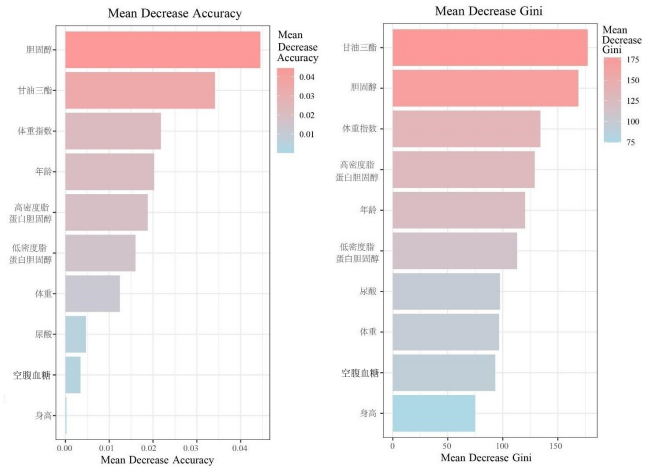 Mean Decrease Accuracy
胆固醇
甘油三酯
体重指数
年龄
高密度脂
蛋白胆固醇
低密度脂
蛋白胆固醇
体重
尿酸
空腹血糖
身高
0.00 0.01 0.02 0.03 0.04
Mean Decrease Accuracy
Mean
Decrease
Accuracy
0.04
0.03
0.02
0.01
Mean Decrease Gini
甘油三酯
胆固醇
体重指数
高密度脂
蛋白胆固醇
年龄
低密度脂
蛋白胆固醇
尿酸
体重
空腹血糖
身高
0 50 100 150
Mean Decrease Gini
Mean
Decrease
Gini
175
150
125
100
75